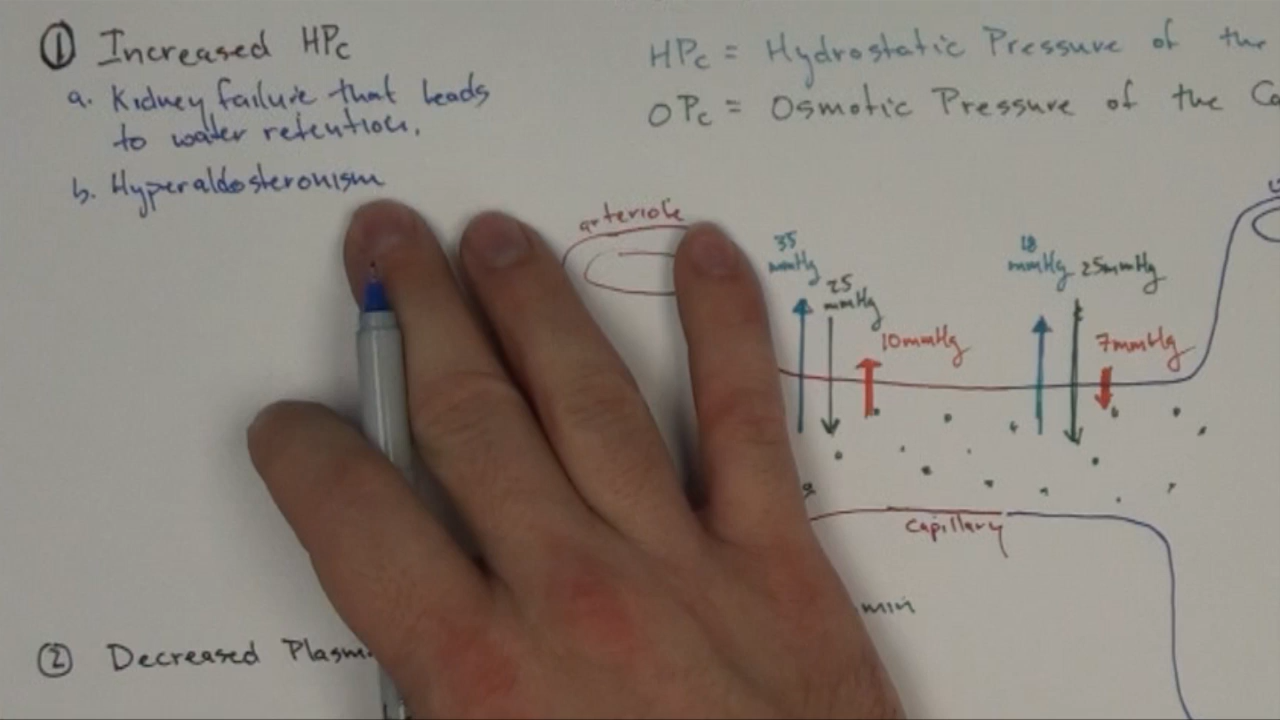 ① Increased HPc
a. Kidney failure that leads
to water retention.
b. Hyperaldosteronism
HPc = Hydrostatic Pressure of the
OPc = Osmotic Pressure of the
arteriole
35
mmHg
25
mmHg
10mmHg
18
mmHg
25mmHg
7mmHg
capillary
min
② Decreased